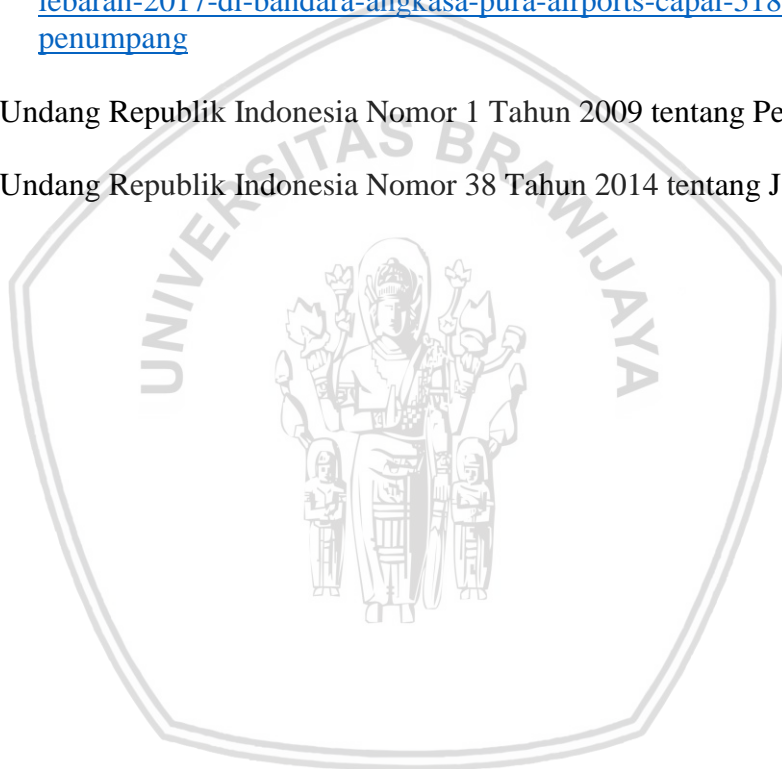 lebaran-2017-di-bandara-angkasa-pura-airports-capai-518
penumpang
Undang Republik Indonesia Nomor 1 Tahun 2009 tentang Pe
Undang Republik Indonesia Nomor 38 Tahun 2014 tentang J
UNIVERSITAS BRAWIJAYA